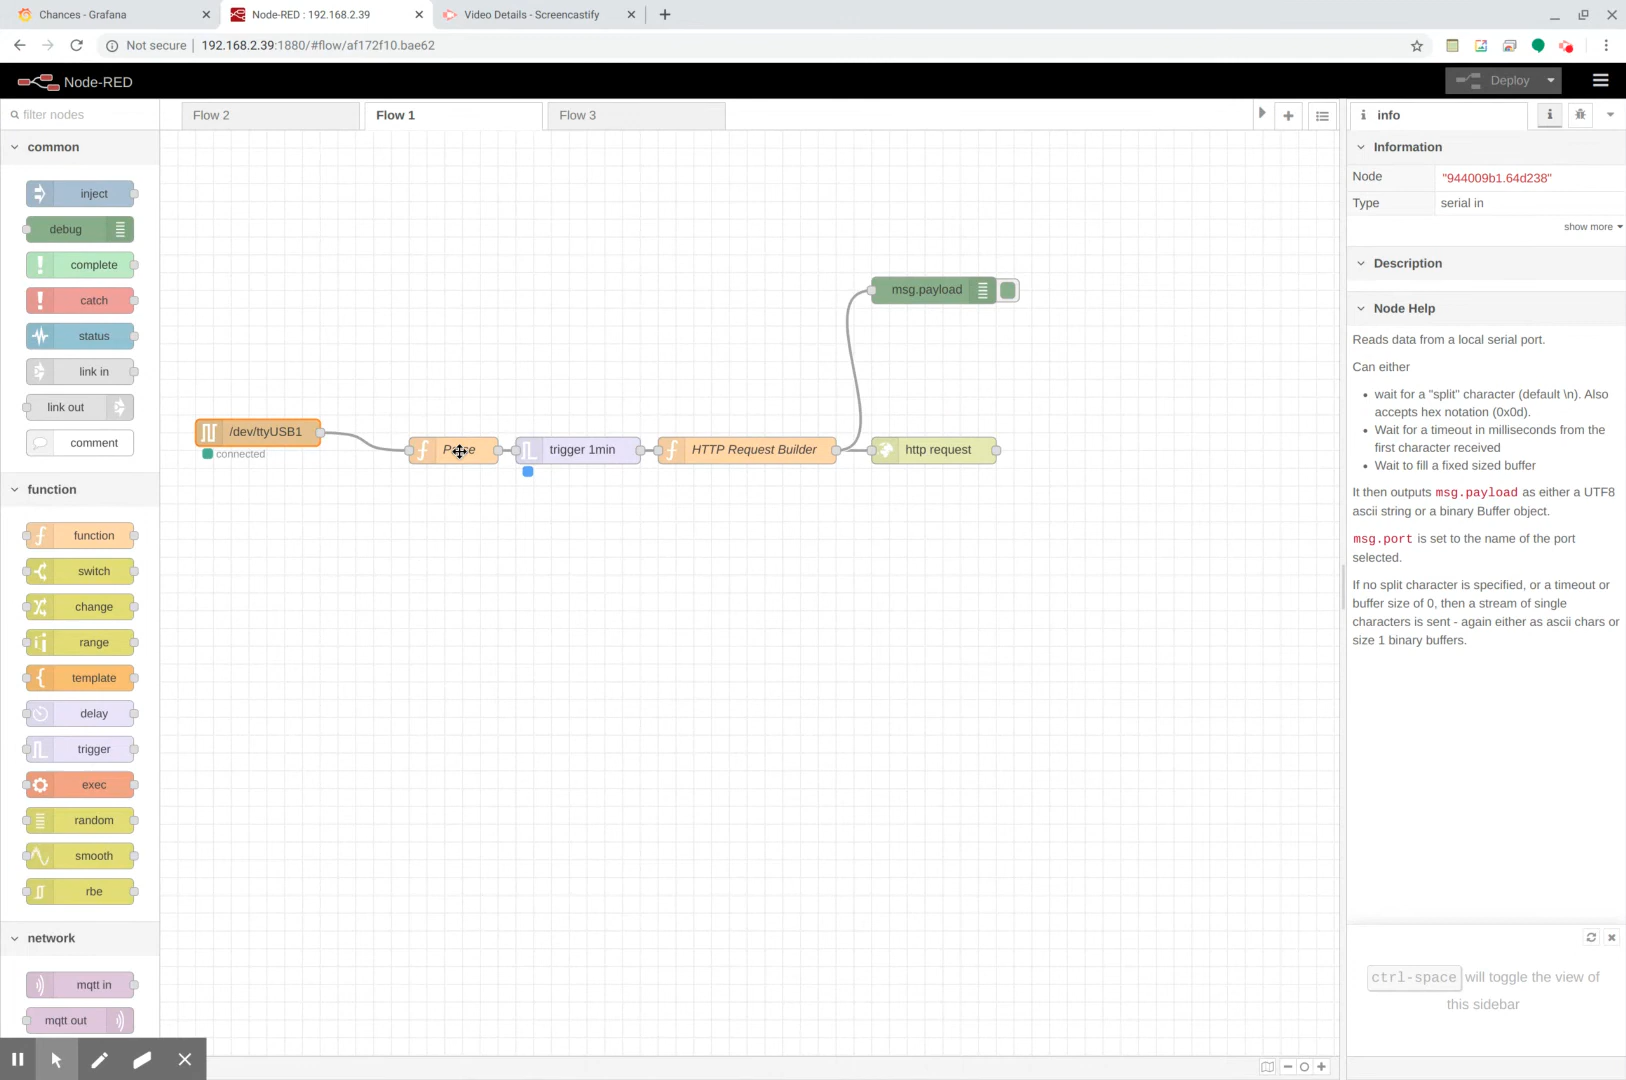 Chances - Grafana
Node-RED : 192.168.2.39
Video Details - Screencastify
Not secure
192.168.2.39:1880/#flow/af172f10.bae62
Node-RED
Deploy
filter nodes
Flow 2
Flow 1
Flow 3
info
common
inject
debug
complete
catch
status
link in
link out
comment
function
function
switch
change
range
template
delay
trigger
exec
random
smooth
rbe
network
mqtt in
mqtt out
/dev/ttyUSB1
connected
trigger 1min
HTTP Request Builder
msg.payload
http request
Information
Node "944009b1.64d238"
Type serial in
show more
Description
Node Help
Reads data from a local serial port.
Can either
• wait for a "split" character (default \n). Also
accepts hex notation (0x0d).
• Wait for a timeout in milliseconds from the
first character received
• Wait to fill a fixed sized buffer
It then outputs msg.payload as either a UTF8
ascii string or a binary Buffer object.
msg.port is set to the name of the port
selected.
If no split character is specified, or a timeout or
buffer size of 0, then a stream of single
characters is sent - again either as ascii chars or
size 1 binary buffers.
ctrl-space will toggle the view of
this sidebar